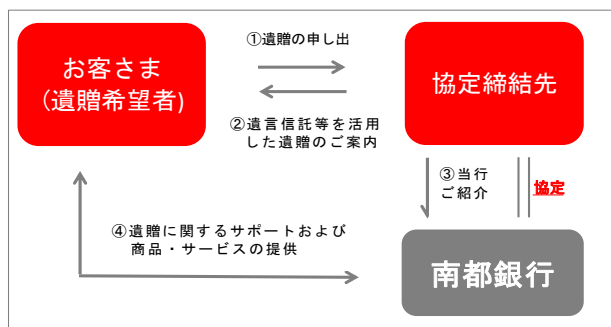 ①遺贈の申し出
お客さま
（遺贈希望者)
協定締結先
②遺言信託等を活用
した遺贈のご案内
③当行
ご紹介
協定
④遺贈に関するサポートおよび
商品・サービスの提供
南都銀行